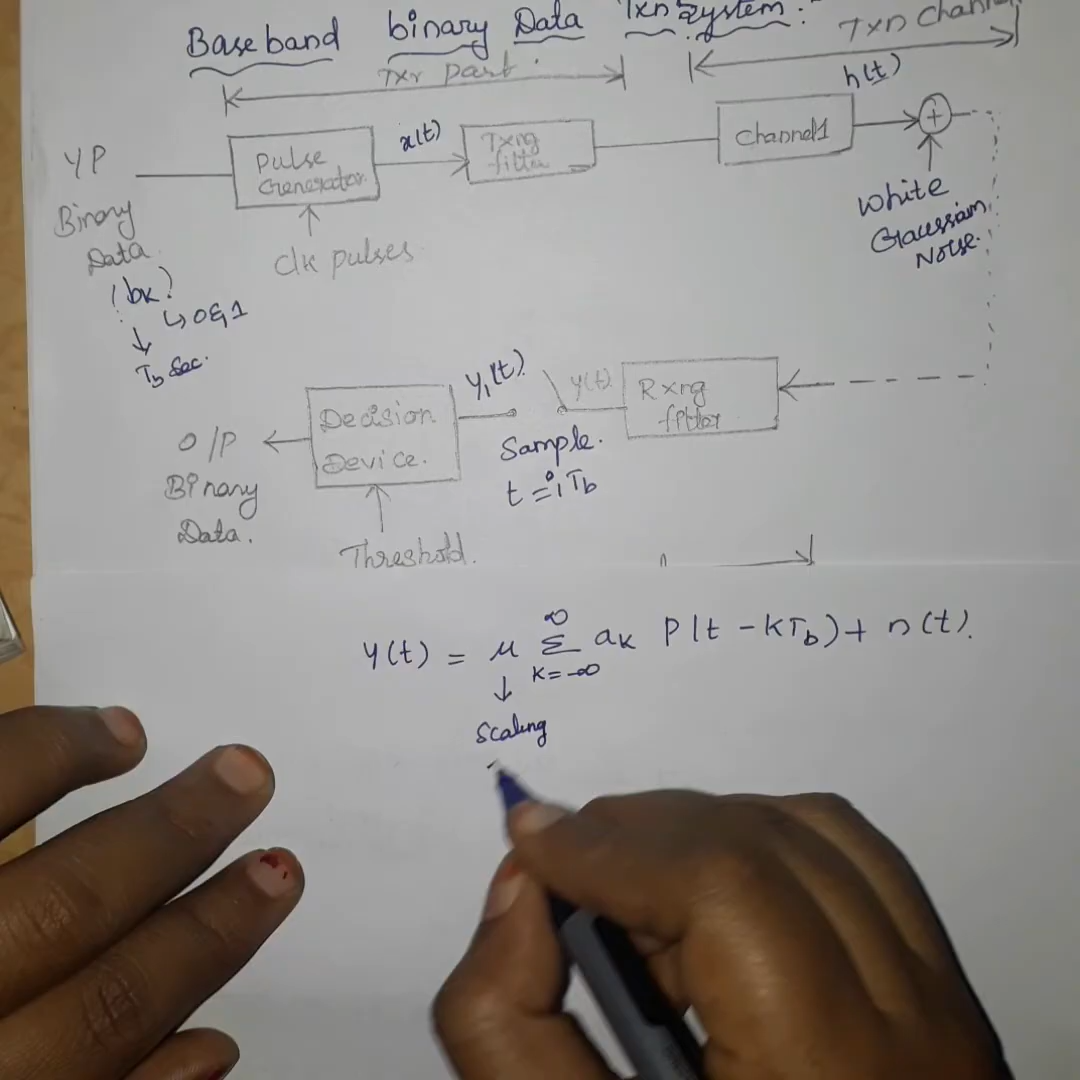 Baseband binary Data Txn System:
Txr part.
Txn Channel
h(t)
YP
Binary
Data
{bk}
↳ 0 & 1
↓
Tb Sec.
Pulse
Generator.
clk pulses
x(t)
Txng
filter
Channel1
+
White
Gaussian
Noise.
O/P
Binary
Data.
Decision
Device.
Threshold.
y1(t)
Sample.
t = iTb
y(t)
Rxng
filter
Y(t) = μ Σ ak P(t - kTb) + n(t).
∞
k = -∞
↓
Scaling